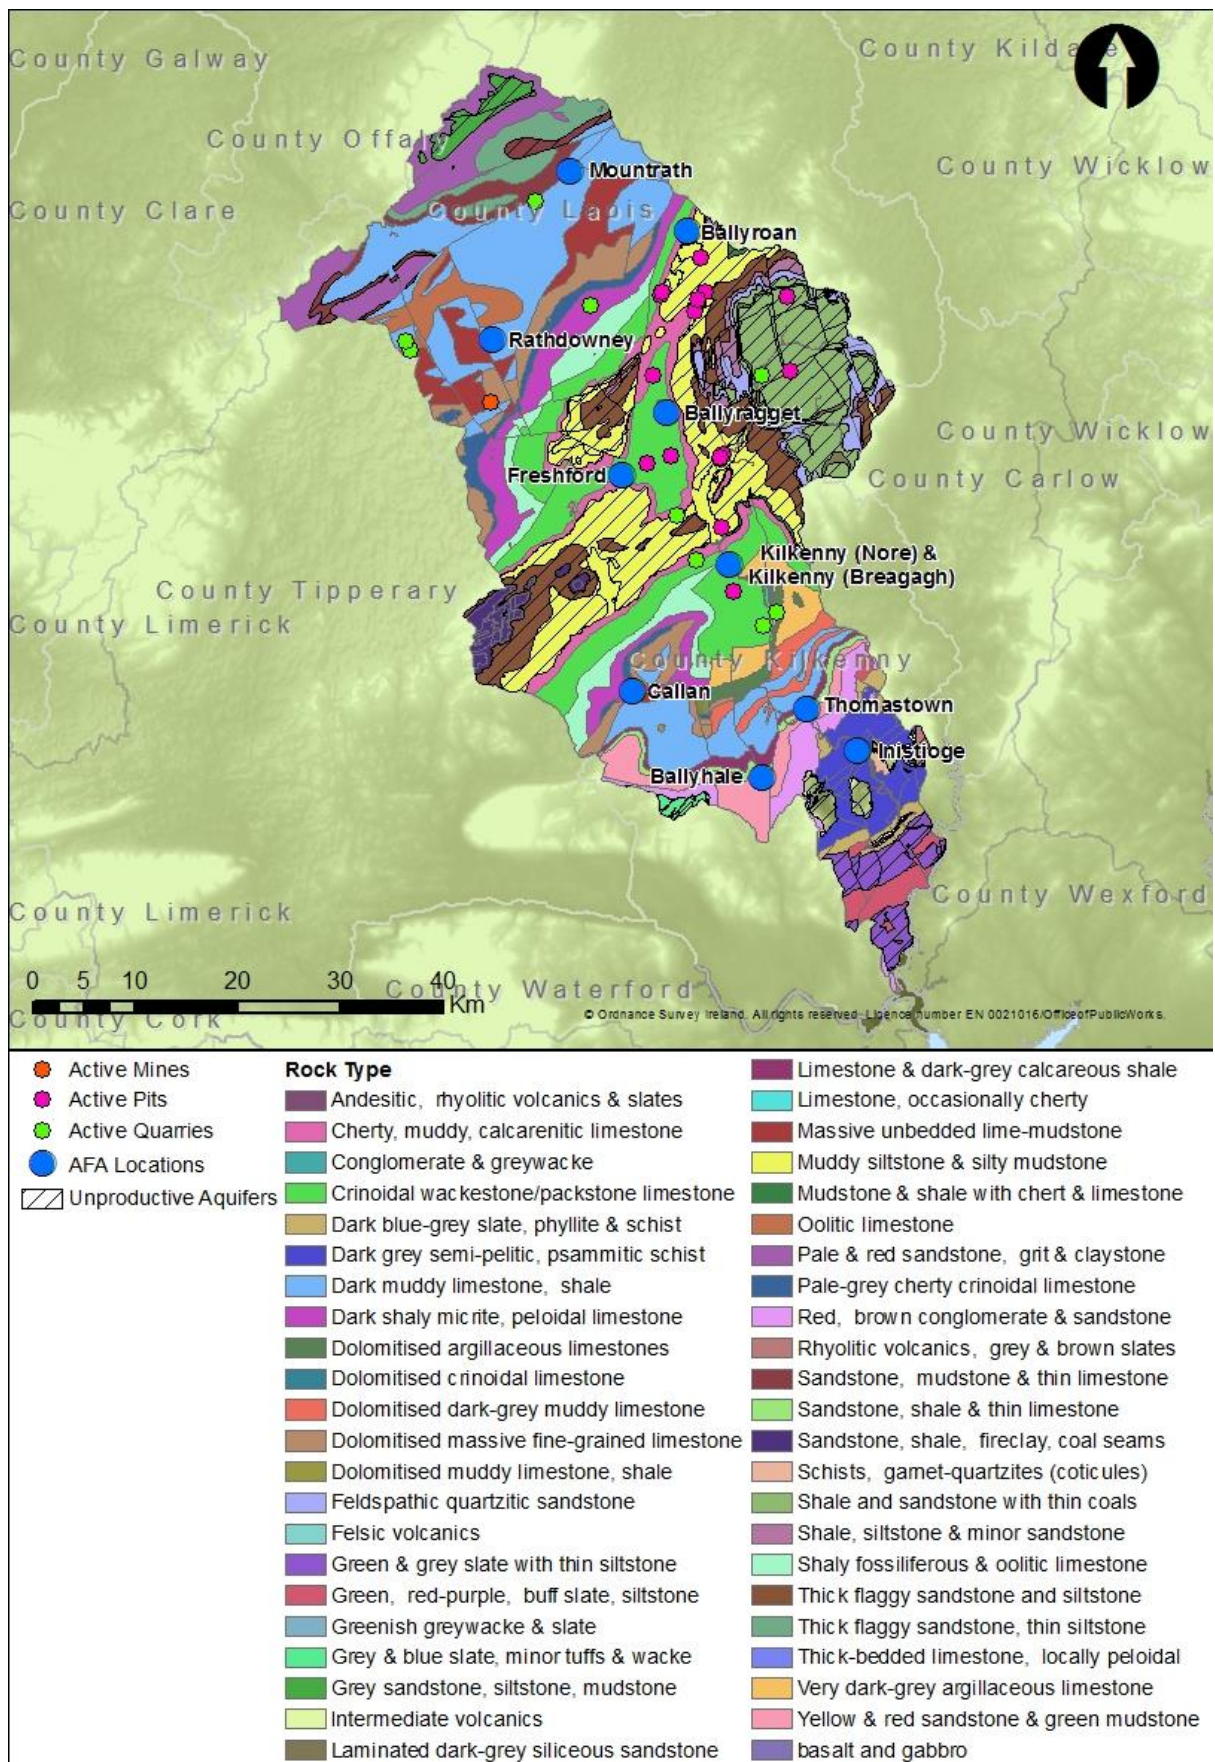 County Galway
County Kildare
County Offaly
Mountrath
County Wicklow
County Clare
County Laois
Ballyroan
Rathdowney
Ballyragget
County Wicklow
Freshford
County Carlow
Kilkenny (Nore) &
Kilkenny (Breagagh)
County Tipperary
County Limerick
County Kilkenny
Callan
Thomastown
Inistioge
Ballyhale
County Wexford
County Limerick
0 5 10 20 30 40
Km
County Waterford
County Cork
© Ordnance Survey Ireland. All rights reserved. Licence number EN 0021016/OfficeofPublicWorks.
Active Mines
Active Pits
Active Quarries
AFA Locations
Unproductive Aquifers
Rock Type
Andesitic, rhyolitic volcanics & slates
Cherty, muddy, calcarenitic limestone
Conglomerate & greywacke
Crinoidal wackestone/packstone limestone
Dark blue-grey slate, phyllite & schist
Dark grey semi-pelitic, psammitic schist
Dark muddy limestone, shale
Dark shaly micrite, peloidal limestone
Dolomitised argillaceous limestones
Dolomitised crinoidal limestone
Dolomitised dark-grey muddy limestone
Dolomitised massive fine-grained limestone
Dolomitised muddy limestone, shale
Feldspathic quartzitic sandstone
Felsic volcanics
Green & grey slate with thin siltstone
Green, red-purple, buff slate, siltstone
Greenish greywacke & slate
Grey & blue slate, minor tuffs & wacke
Grey sandstone, siltstone, mudstone
Intermediate volcanics
Laminated dark-grey siliceous sandstone
Limestone & dark-grey calcareous shale
Limestone, occasionally cherty
Massive unbedded lime-mudstone
Muddy siltstone & silty mudstone
Mudstone & shale with chert & limestone
Oolitic limestone
Pale & red sandstone, grit & claystone
Pale-grey cherty crinoidal limestone
Red, brown conglomerate & sandstone
Rhyolitic volcanics, grey & brown slates
Sandstone, mudstone & thin limestone
Sandstone, shale & thin limestone
Sandstone, shale, fireclay, coal seams
Schists, garnet-quartzites (coticules)
Shale and sandstone with thin coals
Shale, siltstone & minor sandstone
Shaly fossiliferous & oolitic limestone
Thick flaggy sandstone and siltstone
Thick flaggy sandstone, thin siltstone
Thick-bedded limestone, locally peloidal
Very dark-grey argillaceous limestone
Yellow & red sandstone & green mudstone
basalt and gabbro